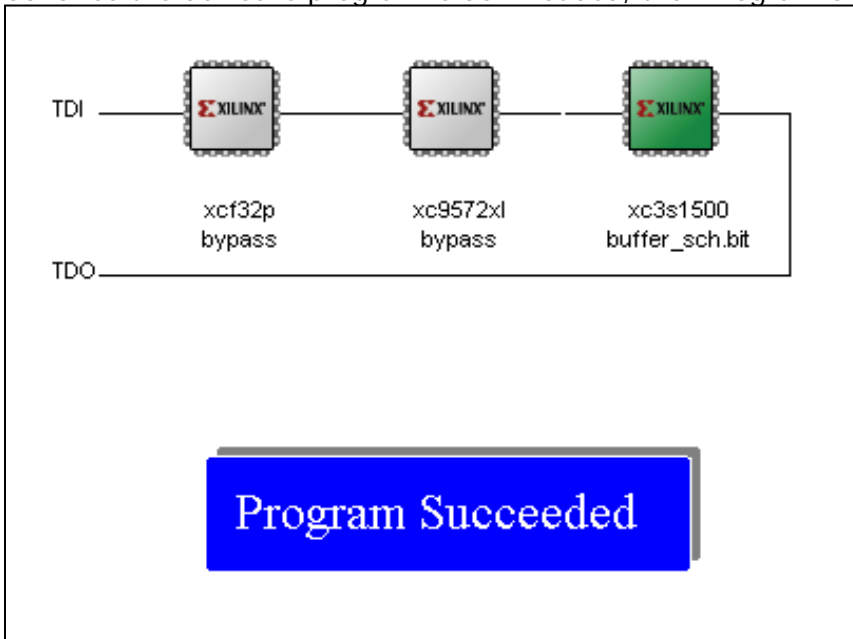 TDI
XILINX XILINX XILINX
xcf32p xc9572xl xc3s1500
bypass bypass buffer_sch.bit
TDO
Program Succeeded